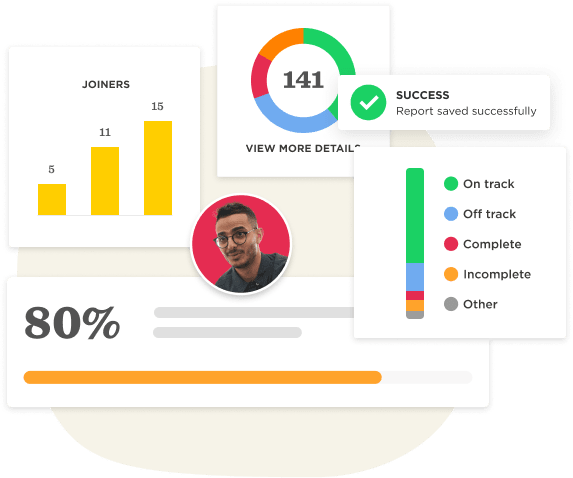 JOINERS
5
11
15
141
VIEW MORE DETAILS
SUCCESS
Report saved successfully
On track
Off track
Complete
Incomplete
Other
80%